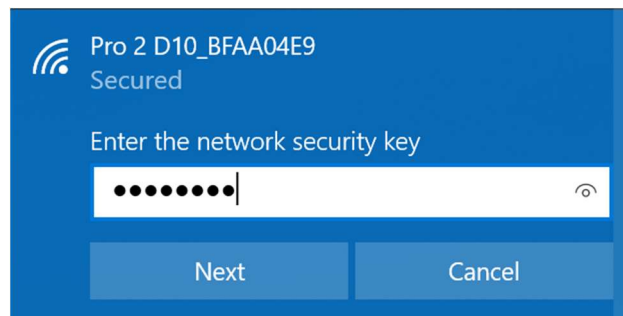 Pro 2 D10_BFAA04E9
Secured
Enter the network security key
●●●●●●●●
Next
Cancel